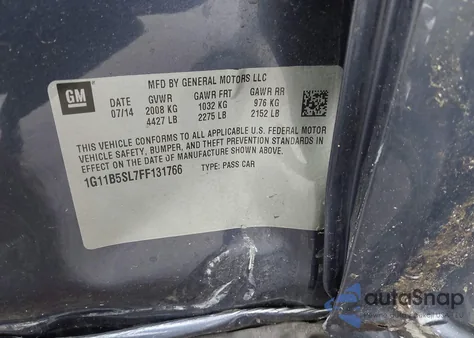 MFD BY GENERAL MOTORS LLC
GM
DATE GVWR GAWR FRT GAWR RR
07/14 2008 KG 1032 KG 976 KG
4427 LB 2275 LB 2152 LB
THIS VEHICLE CONFORMS TO ALL APPLICABLE U.S. FEDERAL MOTOR
VEHICLE SAFETY, BUMPER, AND THEFT PREVENTION STANDARDS IN
EFFECT ON THE DATE OF MANUFACTURE SHOWN ABOVE.
1G11B5SL7FF131766 TYPE: PASS CAR
autoSnap